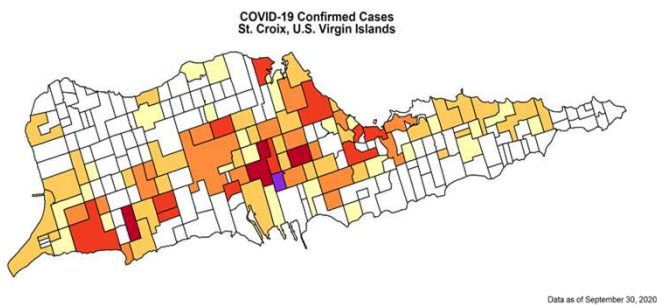 COVID-19 Confirmed Cases
St. Croix, U.S. Virgin Islands
Data as of September 30, 2020